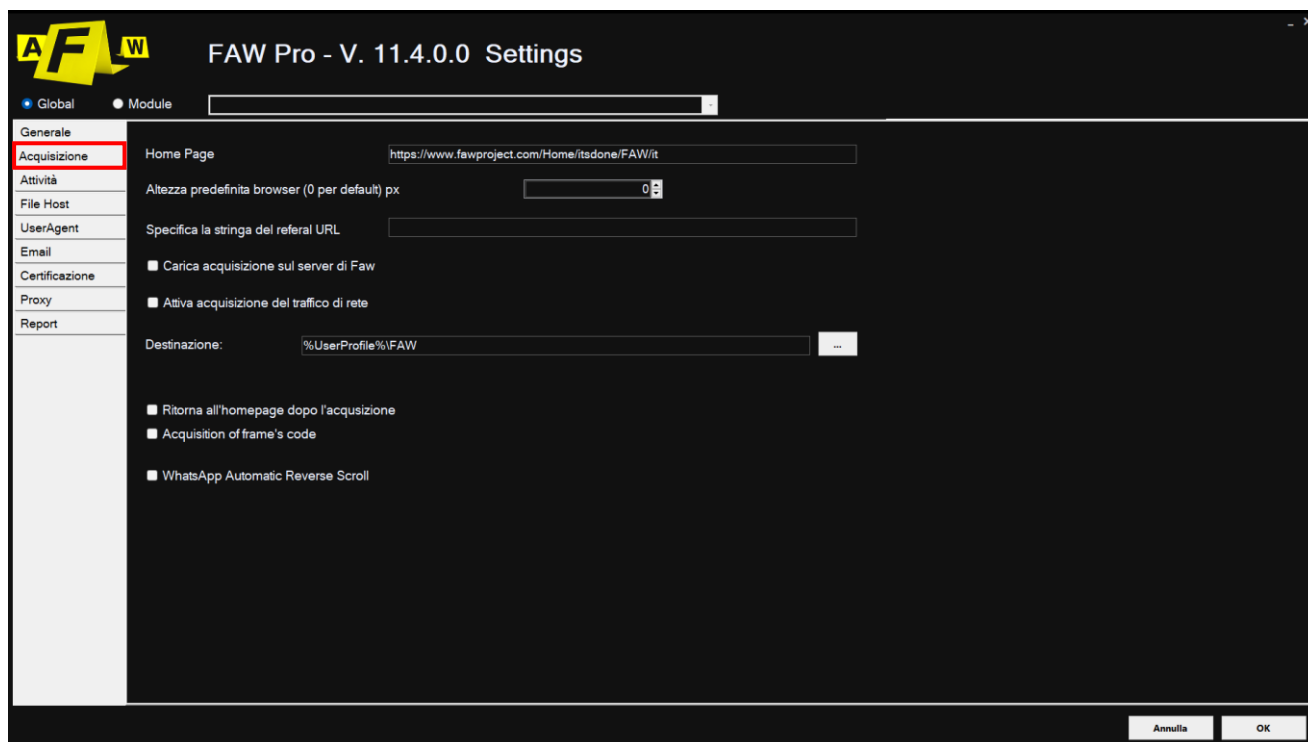 AFAW
FAW Pro - V. 11.4.0.0 Settings
Global Module
Generale
Acquisizione
Attività
File Host
UserAgent
Email
Certificazione
Proxy
Report
Home Page https://www.fawproject.com/Home/itsdone/FAW/it
Altezza predefinita browser (0 per default) px 0
Specifica la stringa del referal URL
Carica acquisizione sul server di Faw
Attiva acquisizione del traffico di rete
Destinazione: %UserProfile%\FAW ...
Ritorna all'homepage dopo l'acqusizione
Acquisition of frame's code
WhatsApp Automatic Reverse Scroll
Annulla OK